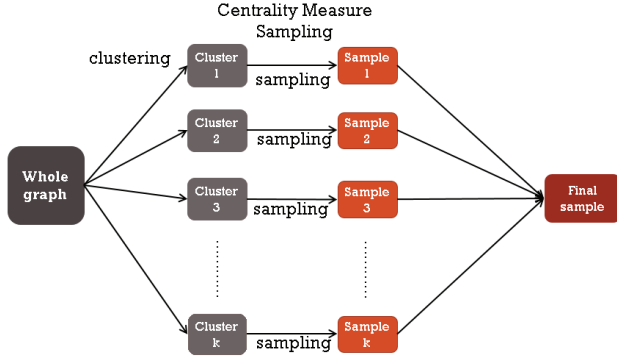 Centrality Measure
Sampling
clustering
Cluster
1
sampling
Sample
1
Cluster
2
sampling
Sample
2
Whole
graph
Cluster
3
sampling
Sample
3
Final
sample
Cluster
k
sampling
Sample
k